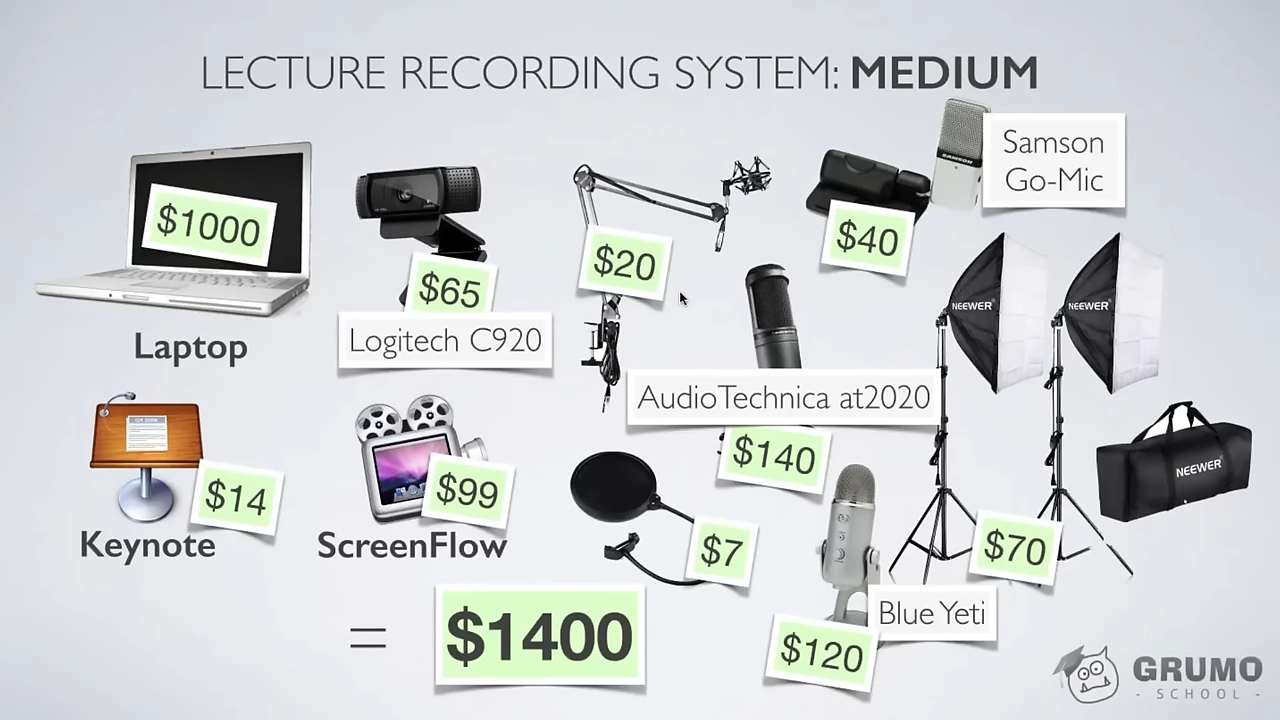 LECTURE RECORDING SYSTEM: MEDIUM
Samson
Go-Mic
SAMSON
$1000
$65
$20
$40
NEEWER
NEEWER
Laptop
Logitech C920
AudioTechnica at2020
$140
NEEWER
$14
$99
Keynote
ScreenFlow
$7
$70
= $1400
Blue Yeti
$120
GRUMO
- SCHOOL -